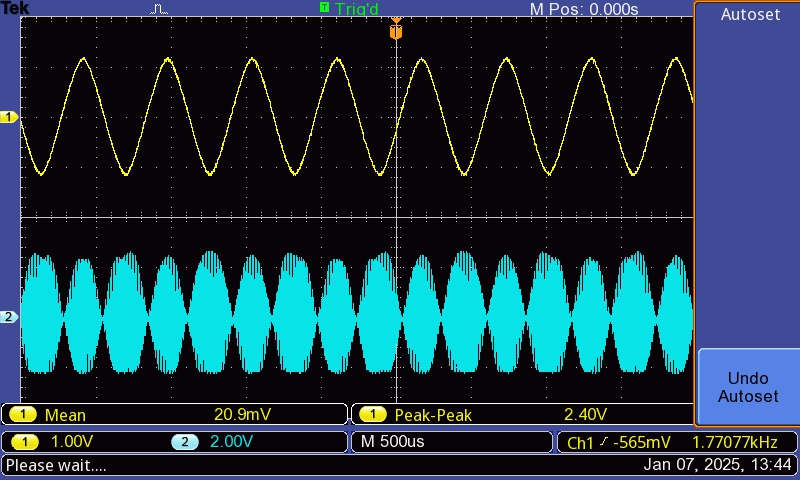 Tek T Trig'd M Pos: 0.000s Autoset
T
1
2
Undo
Autoset
1 Mean 20.9mV 1 Peak-Peak 2.40V
1 1.00V 2 2.00V M 500us Ch1 -565mV 1.77077kHz
Please wait.... Jan 07, 2025, 13:44